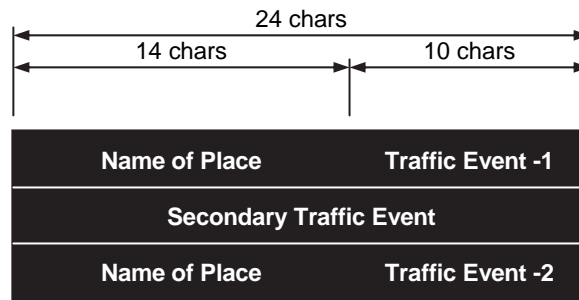 24 chars
14 chars 10 chars
Name of Place Traffic Event -1
Secondary Traffic Event
Name of Place Traffic Event -2